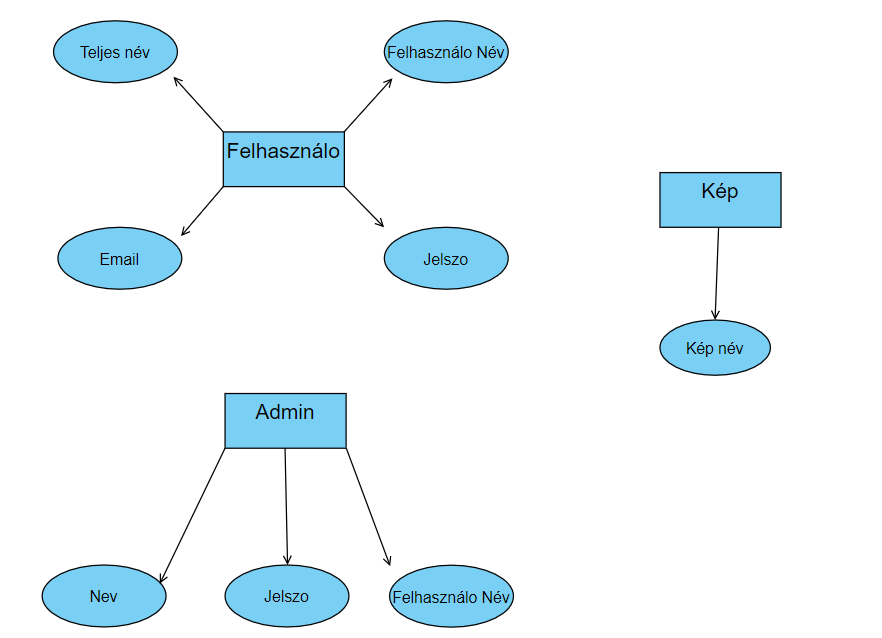 Teljes név
Felhasználo Név
Felhasználo
Kép
Email
Jelszo
Kép név
Admin
Nev
Jelszo
Felhasználo Név